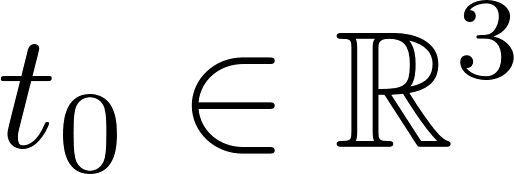 t₀ ∈ ℝ³